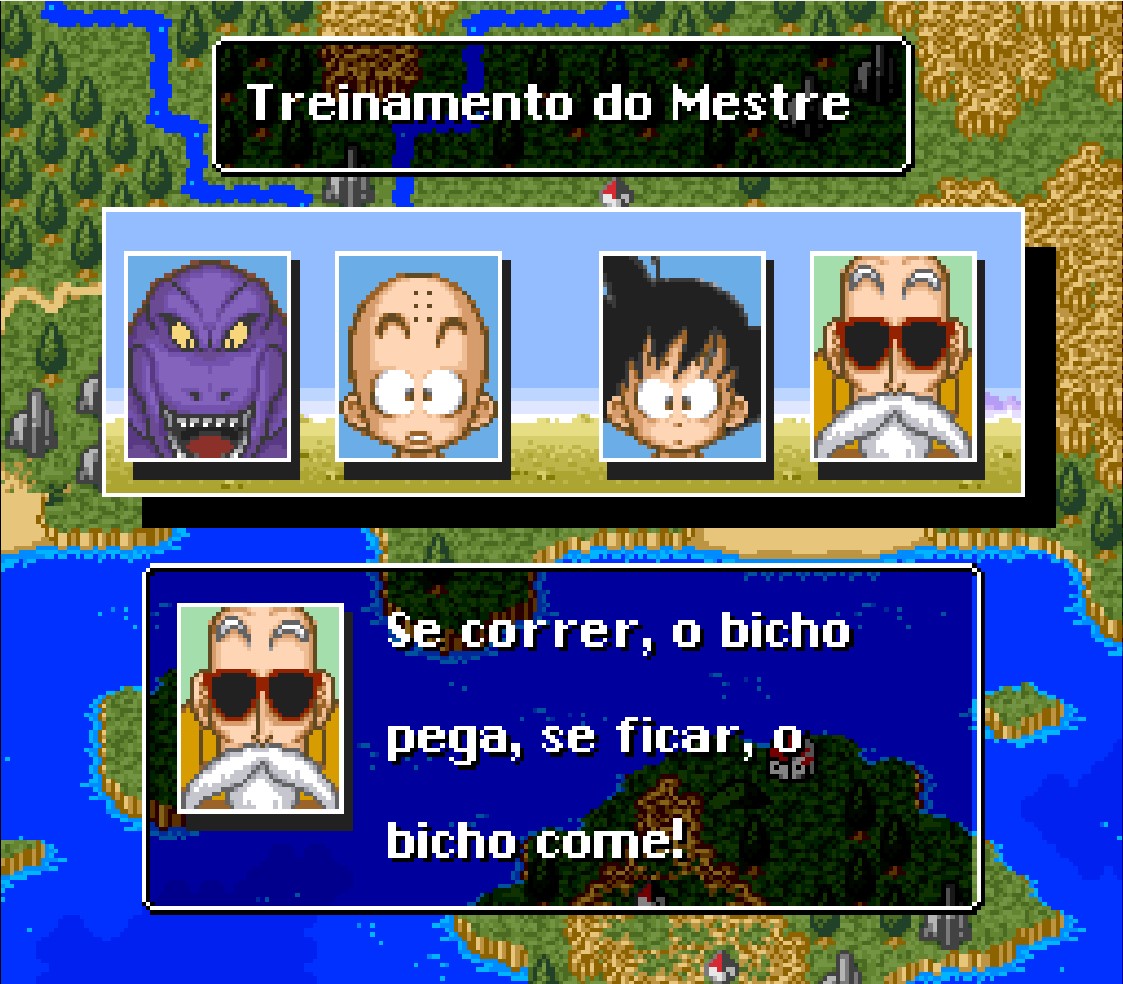 Treinamento do Mestre
Se correr, o bicho
pega, se ficar, o
bicho come!